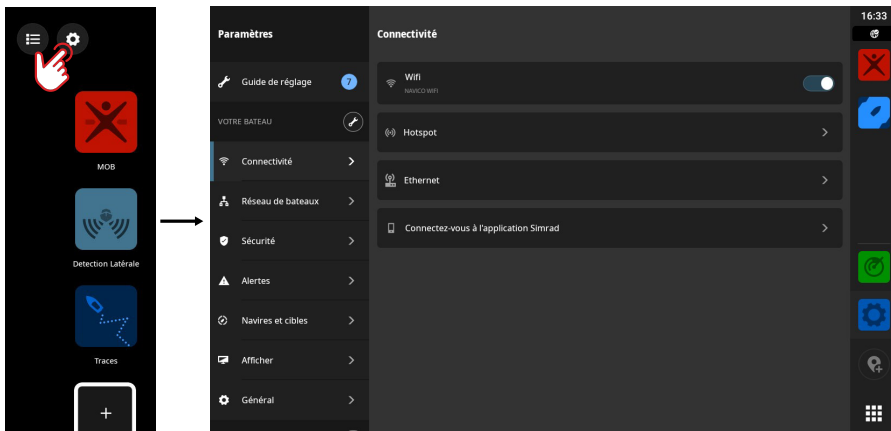 MOB
Detection Latérale
Traces
Paramètres
Guide de réglage
7
VOTRE BATEAU
Connectivité
Réseau de bateaux
Sécurité
Alertes
Navires et cibles
Afficher
Général
Connectivité
Wifi
NAVICO WIFI
Hotspot
Ethernet
Connectez-vous à l'application Simrad
16:33